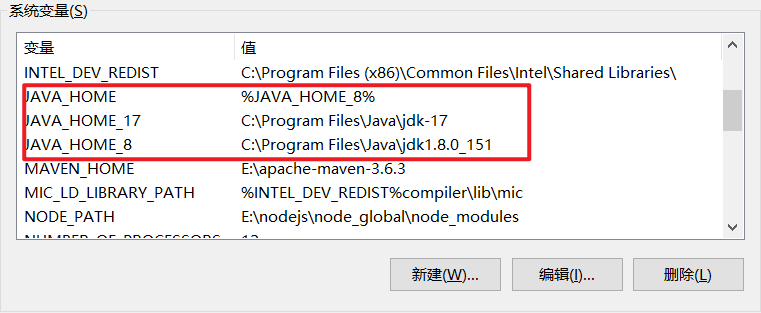 系统变量(S)
变量 值
INTEL_DEV_REDIST C:\Program Files (x86)\Common Files\Intel\Shared Libraries\
JAVA_HOME %JAVA_HOME_8%
JAVA_HOME_17 C:\Program Files\Java\jdk-17
JAVA_HOME_8 C:\Program Files\Java\jdk1.8.0_151
MAVEN_HOME E:\apache-maven-3.6.3
MIC_LD_LIBRARY_PATH %INTEL_DEV_REDIST%compiler\lib\mic
NODE_PATH E:\nodejs\node_global\node_modules
NUMBER_OF_PROCESSORS 12
新建(W)... 编辑(I)... 删除(L)